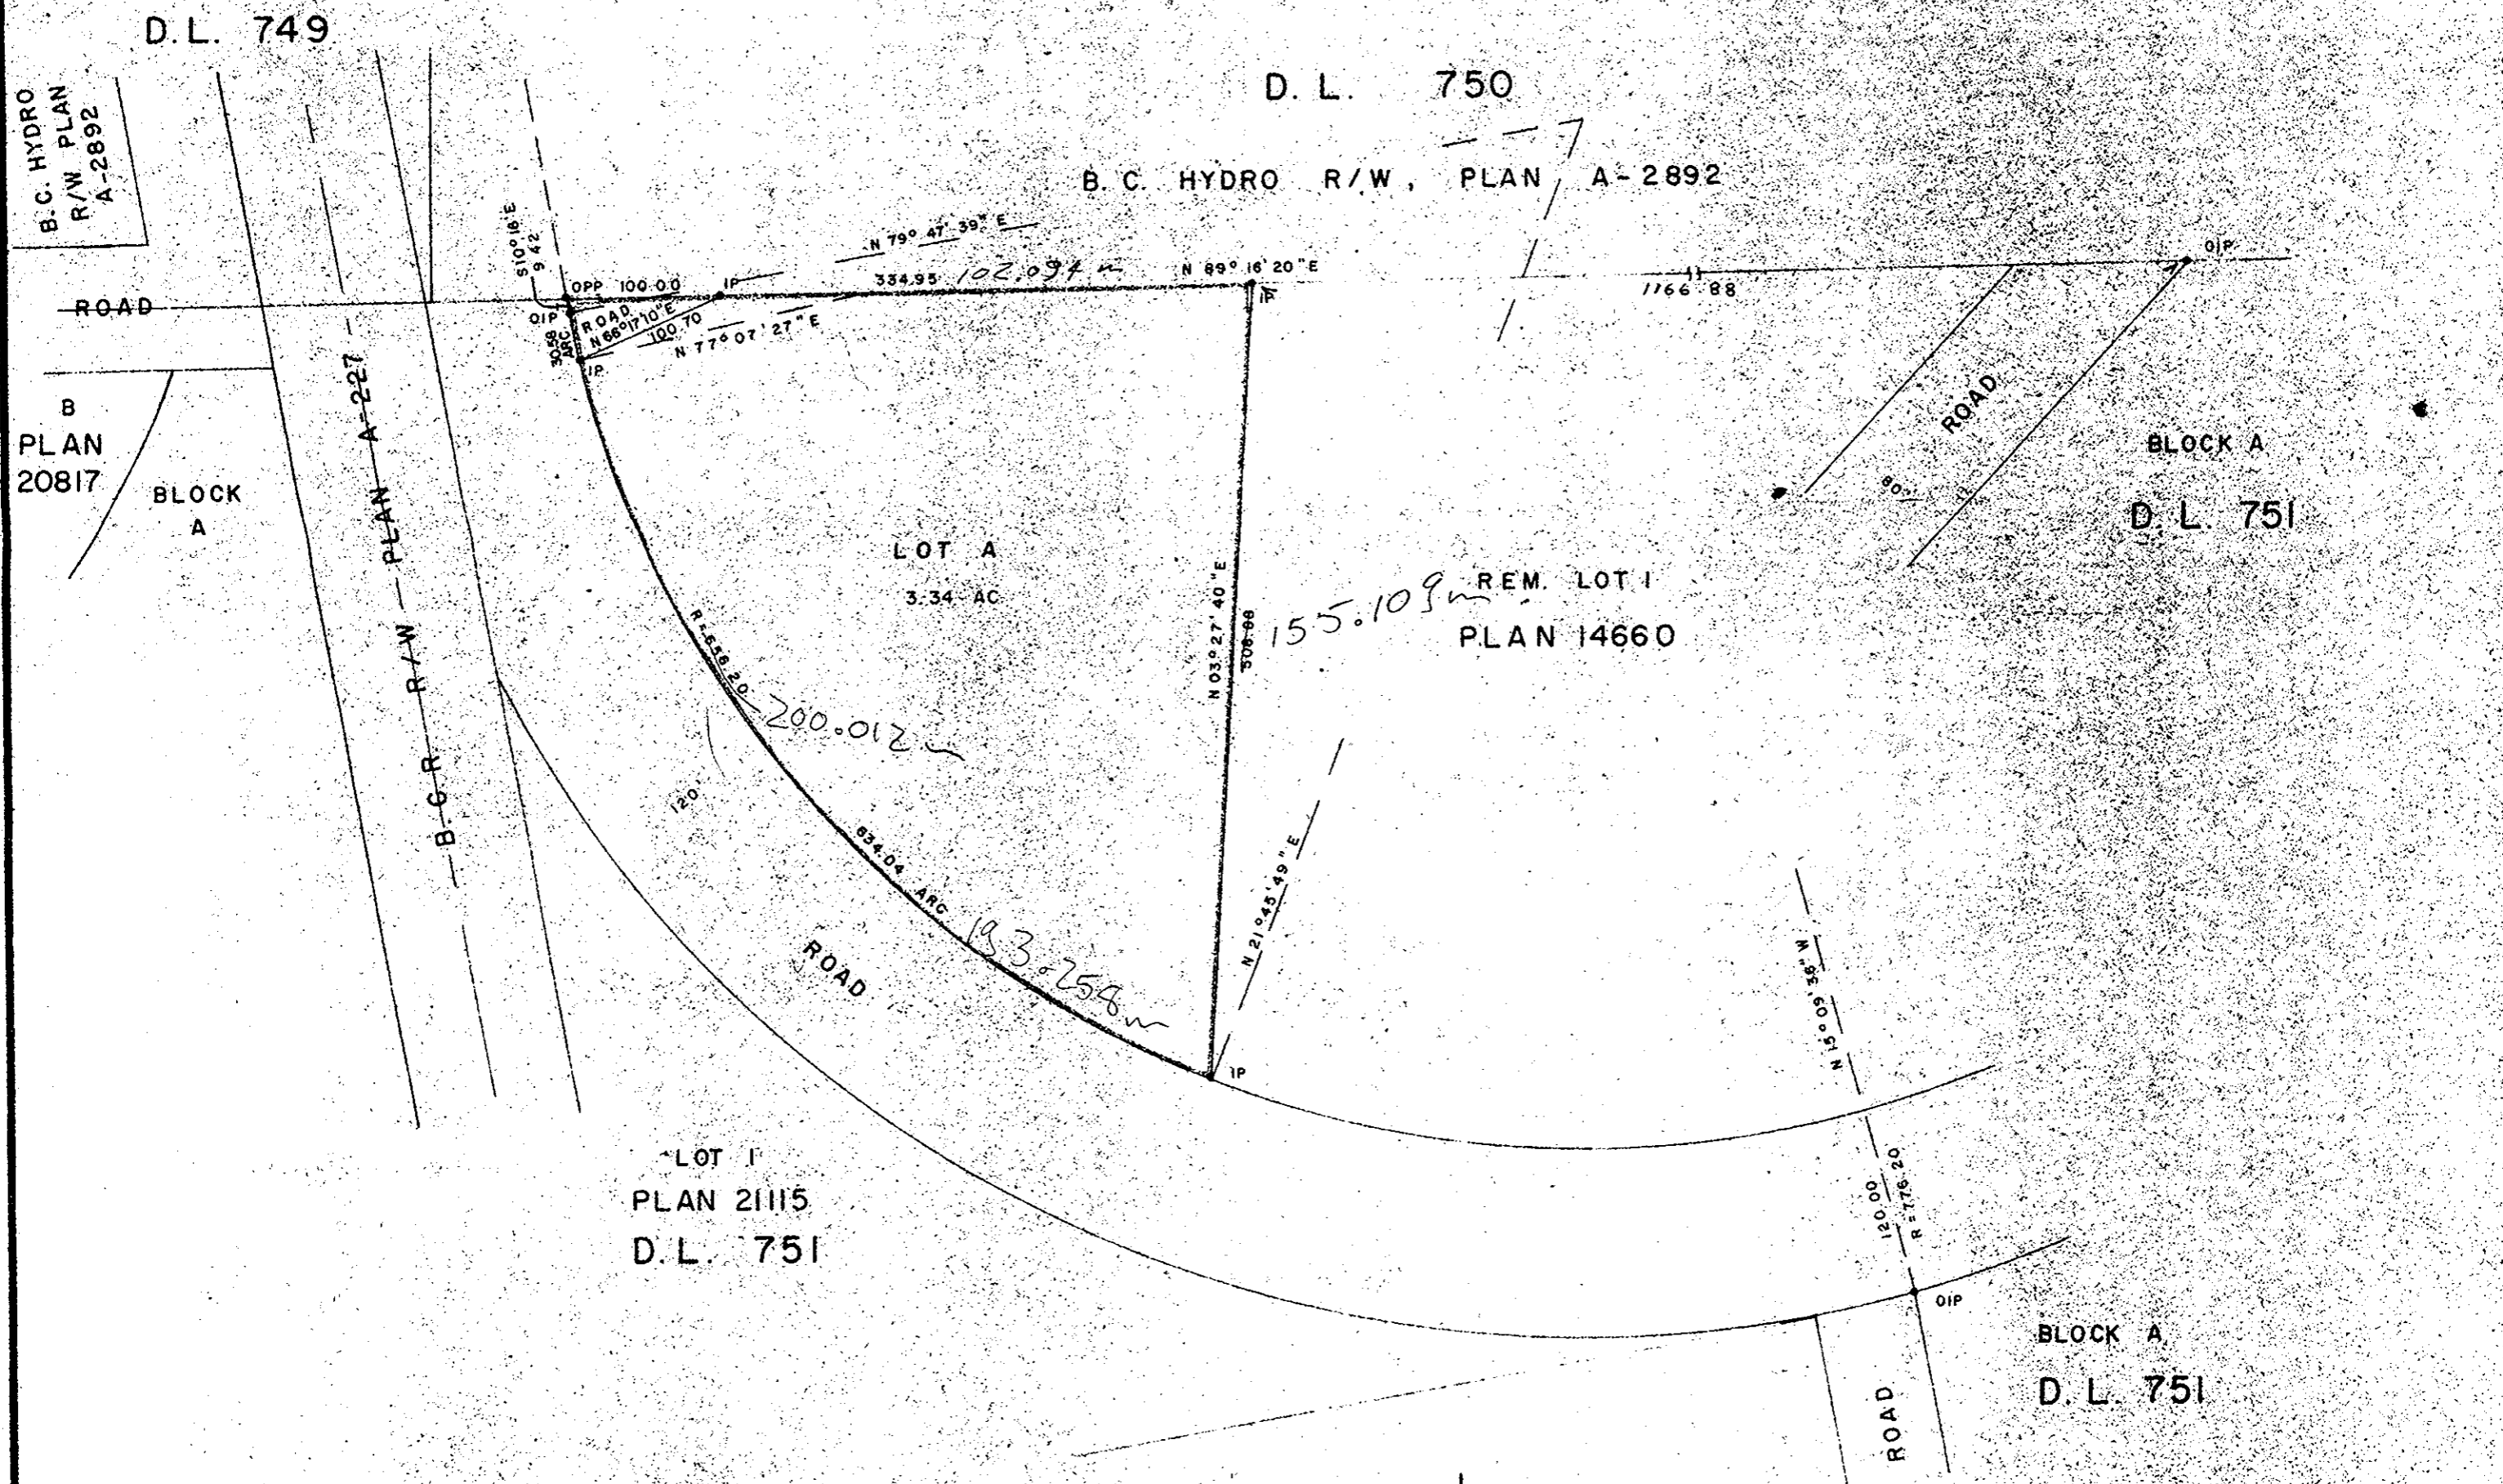 D.L. 749
D.L. 750
B.C. HYDRO
R/W PLAN
A-2892
B.C. HYDRO R/W, PLAN A-2892
S10° 16'E
9.42
N 79° 47' 39" E
OPP 100.00
IP
334.95 102.094 m
N 89° 16' 20" E
IP
1166.88
OIP
ROAD
OIP
ROAD
N 66°17'10"E
100.70
N 77° 07' 27" E
30.58
ARC
IP
B
PLAN
20817
BLOCK
A
B.C.R. R/W PLAN A-227
ROAD
80'
BLOCK A
D.L. 751
LOT A
3.34 AC
N 03° 27' 40" E
508.88
155.109 m
REM. LOT 1
PLAN 14660
R=656.20
200.012 m
120'
634.04 ARC
193.258 m
ROAD
N 21° 45' 49" E
IP
N 15° 09' 38" W
120.00
R=776.20
OIP
LOT 1
PLAN 21115
D.L. 751
BLOCK A
D.L. 751
ROAD